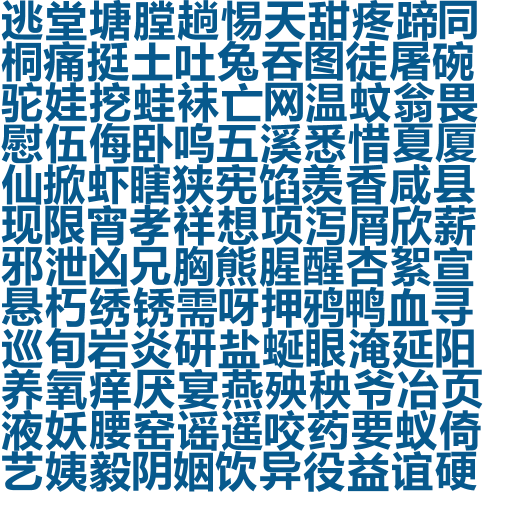 逃堂塘膛趟惕天甜疼蹄同
桐痛挺土吐兔吞图徒屠碗
驼娃挖蛙袜亡网温蚊翁畏
慰伍侮卧呜五溪悉惜夏厦
仙掀虾瞎狭宪馅羡香咸县
现限宵孝祥想项泻屑欣薪
邪泄凶兄胸熊腥醒杏絮宣
悬朽绣锈需呀押鸦鸭血寻
巡旬岩炎研盐蜒眼淹延阳
养氧痒厌宴燕殃秧爷冶页
液妖腰窑谣遥咬药要蚁倚
艺姨毅阴姻饮异役益谊硬